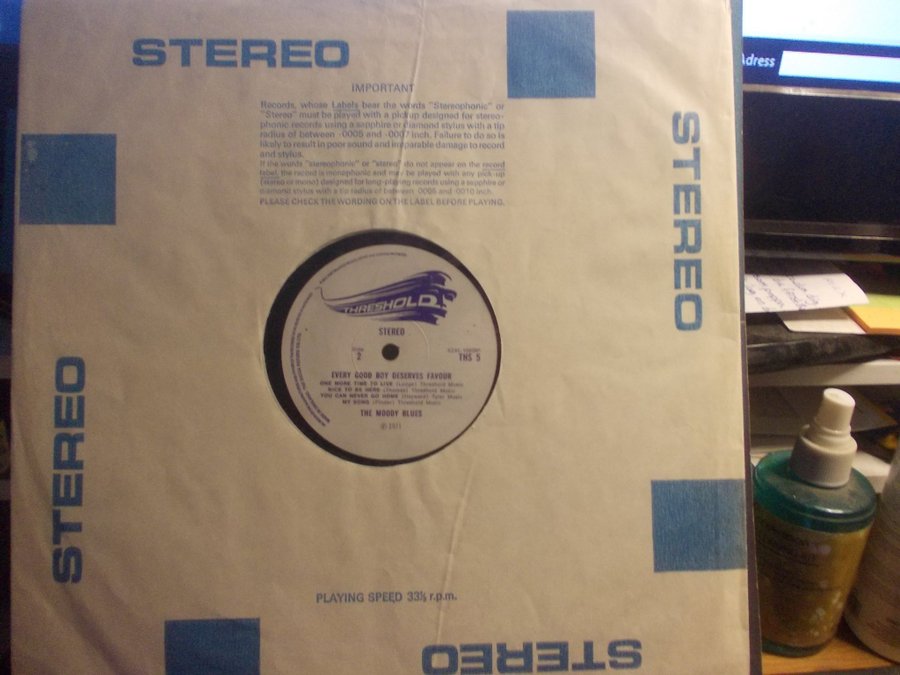 STEREO
IMPORTANT
Records, whose Labels bear the words "Stereophonic" or
"Stereo" must be played with a pickup designed for stereo-
phonic records using a sapphire or diamond stylus with a tip
radius of between ·0005 and ·0007 inch. Failure to do so is
likely to result in poor sound and irreparable damage to record
and stylus.
If the words "stereophonic" or "stereo" do not appear on the record
label, the record is monophonic and may be played with any pick-up
(stereo or mono) designed for long-playing records using a sapphire or
diamond stylus with a tip radius of between ·0005 and ·0010 inch.
PLEASE CHECK THE WORDING ON THE LABEL BEFORE PLAYING.
STEREO
STEREO
THRESHOLD
STEREO
Side
2
THS 5
EVERY GOOD BOY DESERVES FAVOUR
ONE MORE TIME TO LIVE (Lodge) Threshold Music
NICE TO BE HERE (Thomas) Threshold Music
YOU CAN NEVER GO HOME (Hayward) Tyler Music
MY SONG (Pinder) Threshold Music
THE MOODY BLUES
℗ 1971
PLAYING SPEED 33⅓ r.p.m.
STEREO
Adress